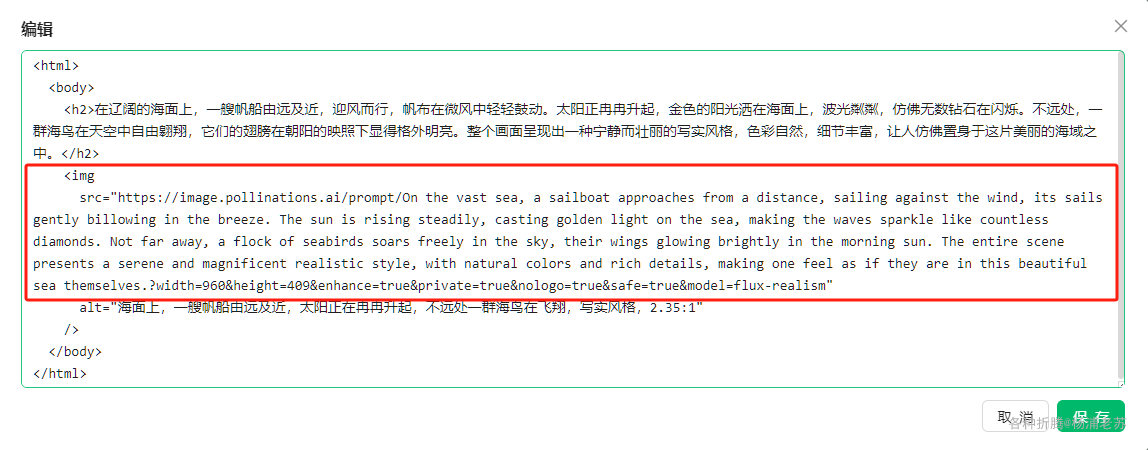 编辑
<html>
<body>
<h2>在辽阔的海面上，一艘帆船由远及近，迎风而行，帆布在微风中轻轻鼓动。太阳正冉冉升起，金色的阳光洒在海面上，波光粼粼，仿佛无数钻石在闪烁。不远处，一
群海鸟在天空中自由翱翔，它们的翅膀在朝阳的映照下显得格外明亮。整个画面呈现出一种宁静而壮丽的写实风格，色彩自然，细节丰富，让人仿佛置身于这片美丽的海域之
中。</h2>
<img
src="https://image.pollinations.ai/prompt/On the vast sea, a sailboat approaches from a distance, sailing against the wind, its sails
gently billowing in the breeze. The sun is rising steadily, casting golden light on the sea, making the waves sparkle like countless
diamonds. Not far away, a flock of seabirds soars freely in the sky, their wings glowing brightly in the morning sun. The entire scene
presents a serene and magnificent realistic style, with natural colors and rich details, making one feel as if they are in this beautiful
sea themselves.?width=960&height=409&enhance=true&private=true&nologo=true&safe=true&model=flux-realism"
alt="海面上，一艘帆船由远及近，太阳正在冉冉升起，不远处一群海鸟在飞翔，写实风格，2.35:1"
/>
</body>
</html>
取 消
保 存
各种折腾@杨浦老苏